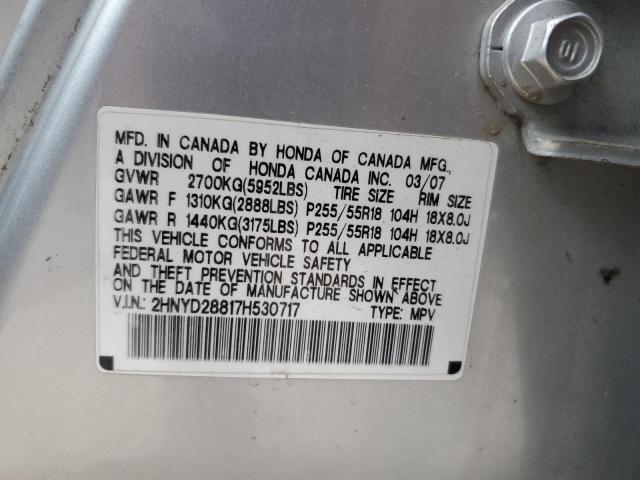 MFD. IN CANADA BY HONDA OF CANADA MFG.,
A DIVISION OF HONDA CANADA INC. 03/07
GVWR 2700KG(5952LBS) TIRE SIZE RIM SIZE
GAWR F 1310KG(2888LBS) P255/55R18 104H 18X8.0J
GAWR R 1440KG(3175LBS) P255/55R18 104H 18X8.0J
THIS VEHICLE CONFORMS TO ALL APPLICABLE
FEDERAL MOTOR VEHICLE SAFETY
AND THEFT PREVENTION STANDARDS IN EFFECT
ON THE DATE OF MANUFACTURE SHOWN ABOVE
V.I.N.: 2HNYD28817H530717 TYPE: MPV